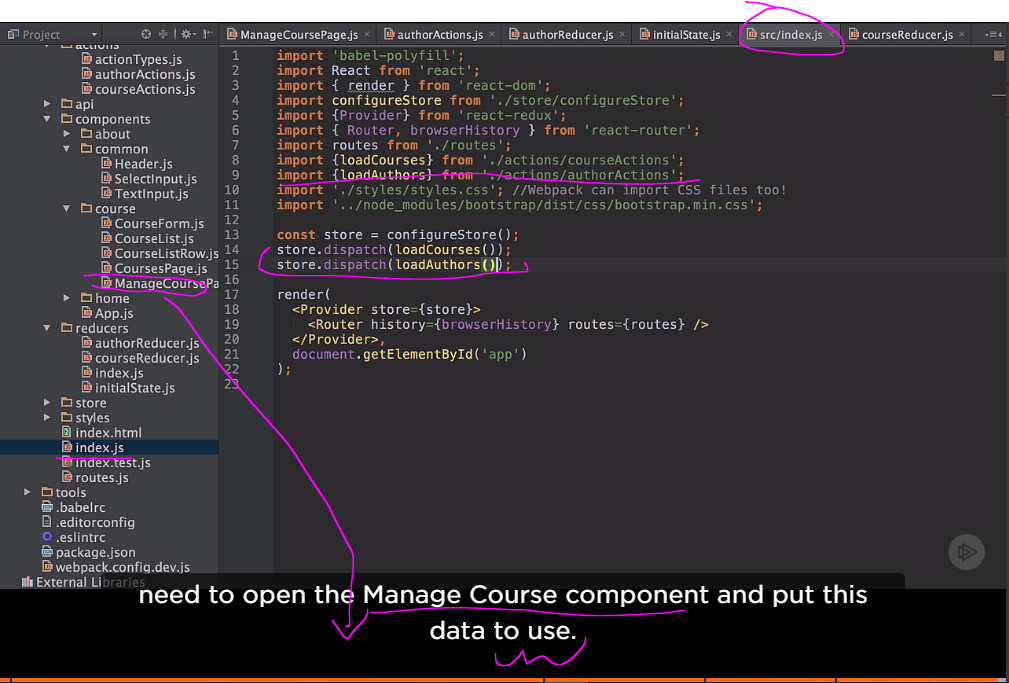 Project
ManageCoursePage.js
authorActions.js
authorReducer.js
initialState.js
src/index.js
courseReducer.js
actions
actionTypes.js
authorActions.js
courseActions.js
api
components
about
common
Header.js
SelectInput.js
TextInput.js
course
CourseForm.js
CourseList.js
CourseListRow.js
CoursesPage.js
ManageCoursePa
home
App.js
reducers
authorReducer.js
courseReducer.js
index.js
initialState.js
store
styles
index.html
index.js
index.test.js
routes.js
tools
.babelrc
.editorconfig
.eslintrc
package.json
webpack.config.dev.js
External Libraries
1 import 'babel-polyfill';
2 import React from 'react';
3 import { render } from 'react-dom';
4 import configureStore from './store/configureStore';
5 import {Provider} from 'react-redux';
6 import { Router, browserHistory } from 'react-router';
7 import routes from './routes';
8 import {loadCourses} from './actions/courseActions';
9 import {loadAuthors} from './actions/authorActions';
10 import './styles/styles.css'; //Webpack can import CSS files too!
11 import '../node_modules/bootstrap/dist/css/bootstrap.min.css';
12
13 const store = configureStore();
14 store.dispatch(loadCourses());
15 store.dispatch(loadAuthors());
16
17 render(
18 <Provider store={store}>
19 <Router history={browserHistory} routes={routes} />
20 </Provider>,
21 document.getElementById('app')
22 );
23
need to open the Manage Course component and put this
data to use.